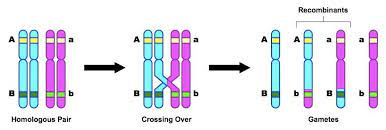 Recombinants
A a
B b
A a
B b
A a
B b B b
Homologous Pair
Crossing Over
Gametes